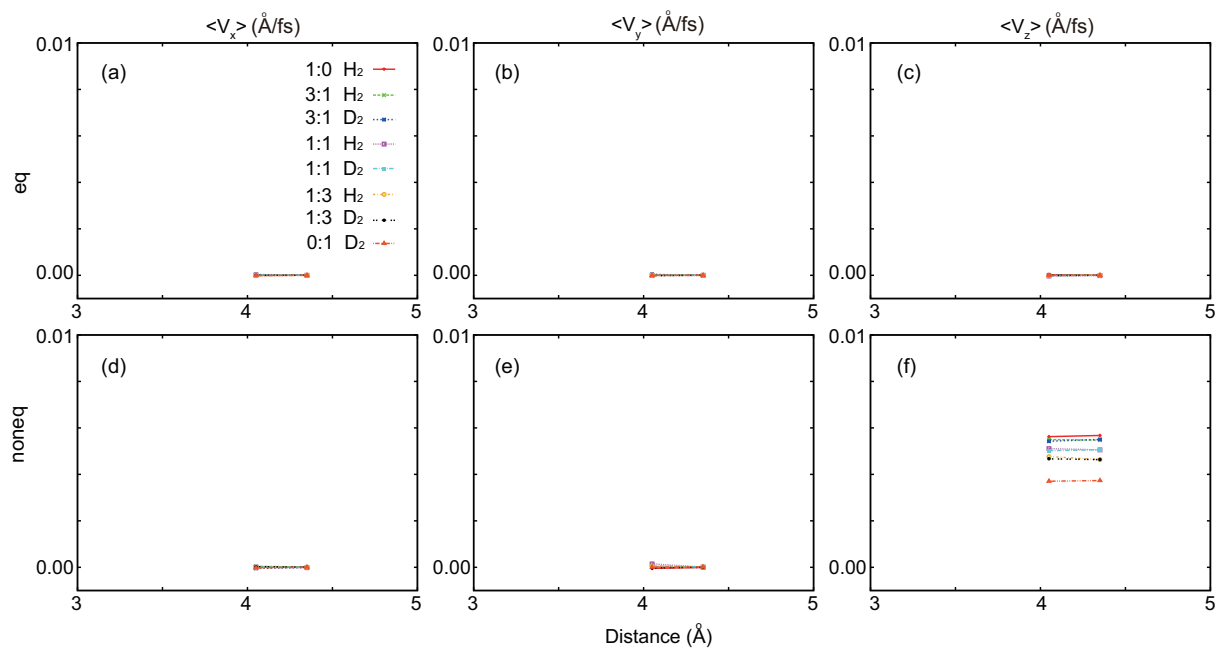 <V_x> (Å/fs) <V_y> (Å/fs) <V_z> (Å/fs)
0.01 0.01 0.01
(a) (b) (c)
1:0 H₂
3:1 H₂
3:1 D₂
1:1 H₂
1:1 D₂
1:3 H₂
1:3 D₂
0:1 D₂
eq
0.00 0.00 0.00
3 4 5 3 4 5 3 4 5
0.01 0.01 0.01
(d) (e) (f)
noneq
0.00 0.00 0.00
3 4 5 3 4 5 3 4 5
Distance (Å)